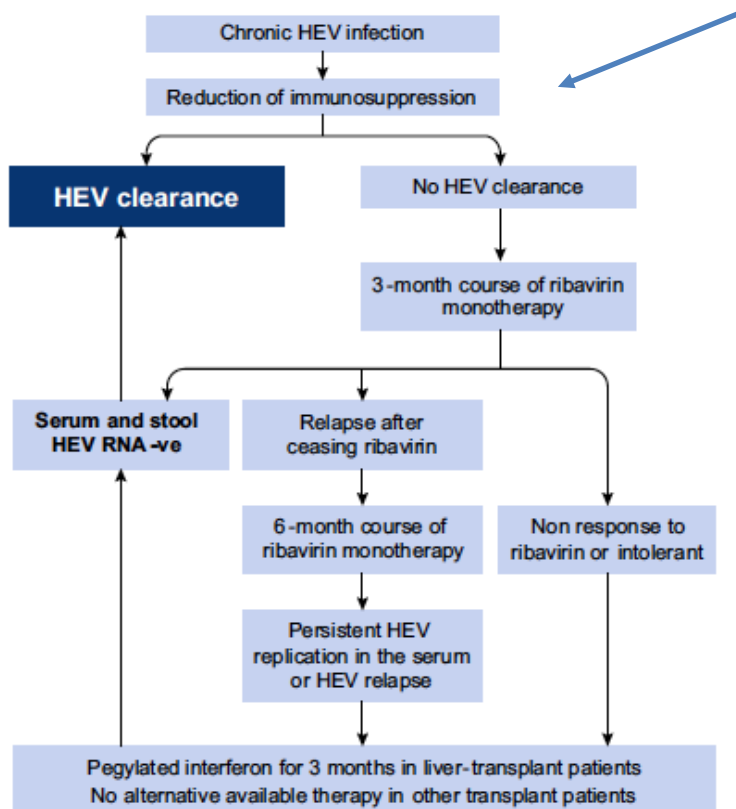 Chronic HEV infection
Reduction of immunosuppression
HEV clearance
No HEV clearance
3-month course of ribavirin
monotherapy
Serum and stool
HEV RNA -ve
Relapse after
ceasing ribavirin
6-month course of
ribavirin monotherapy
Non response to
ribavirin or intolerant
Persistent HEV
replication in the serum
or HEV relapse
Pegylated interferon for 3 months in liver-transplant patients
No alternative available therapy in other transplant patients